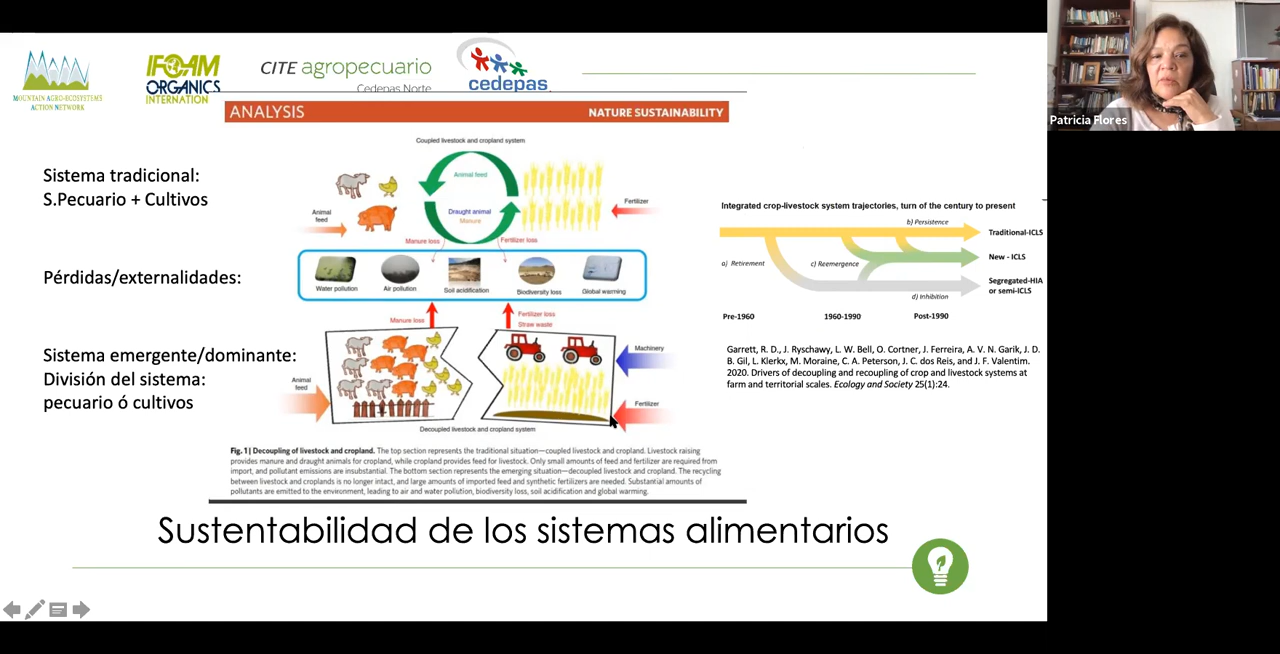 MOUNTAIN AGRO-ECOSYSTEMS
ACTION NETWORK
IFOAM
ORGANICS
INTERNATIONAL
CITE agropecuario
Cedepas Norte
cedepas
Patricia Flores
ANALYSIS
NATURE SUSTAINABILITY
Sistema tradicional:
S.Pecuario + Cultivos
Coupled livestock and cropland system
Animal feed
Draught animal
Manure
Animal
feed
Fertilizer
Manure loss
Fertilizer loss
Pérdidas/externalidades:
Water pollution
Air pollution
Soil acidification
Biodiversity loss
Global warming
Manure loss
Fertilizer loss
Straw waste
Sistema emergente/dominante:
División del sistema:
pecuario ó cultivos
Animal
feed
Machinery
Fertilizer
Decoupled livestock and cropland system
Fig. 1 | Decoupling of livestock and cropland. The top section represents the traditional situation—coupled livestock and cropland. Livestock raising
provides manure and draught animals for cropland, while cropland provides feed for livestock. Only small amounts of feed and fertilizer are required from
import, and pollutant emissions are insubstantial. The bottom section represents the emerging situation—decoupled livestock and cropland. The recycling
between livestock and croplands is no longer intact, and large amounts of imported feed and synthetic fertilizers are needed. Substantial amounts of
pollutants are emitted to the environment, leading to air and water pollution, biodiversity loss, soil acidification and global warming.
Integrated crop-livestock system trajectories, turn of the century to present
b) Persistence
Traditional-ICLS
a) Retirement
c) Reemergence
New - ICLS
Segregated-HIA
or semi-ICLS
d) Inhibition
Pre-1960
1960-1990
Post-1990
Garrett, R. D., J. Ryschawy, L. W. Bell, O. Cortner, J. Ferreira, A. V. N. Garik, J. D.
B. Gil, L. Klerkx, M. Moraine, C. A. Peterson, J. C. dos Reis, and J. F. Valentim.
2020. Drivers of decoupling and recoupling of crop and livestock systems at
farm and territorial scales. Ecology and Society 25(1):24.
Sustentabilidad de los sistemas alimentarios